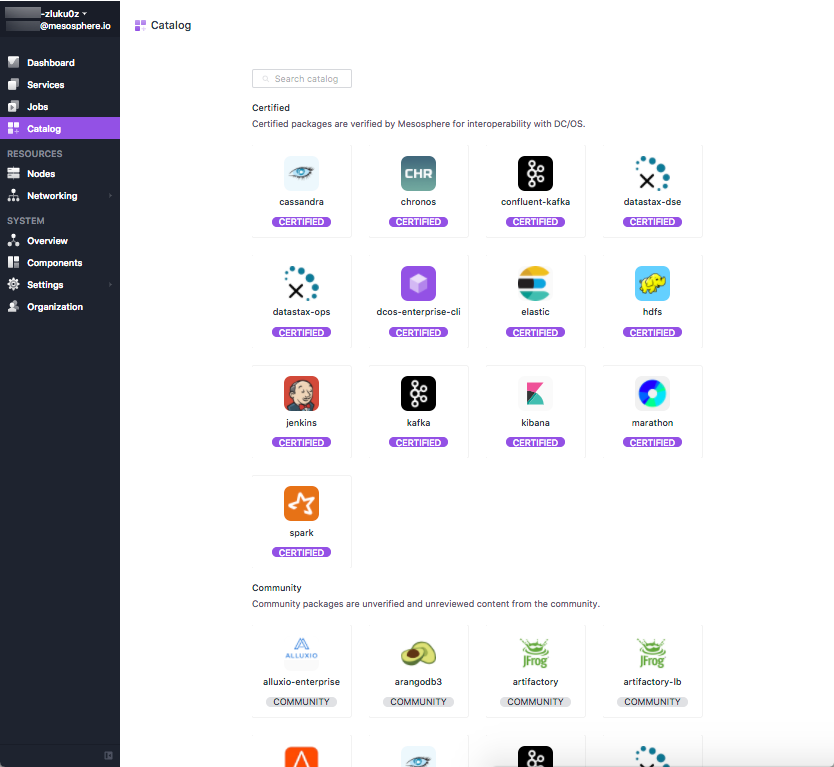 -zluku0z
@mesosphere.io
Dashboard
Services
Jobs
Catalog
RESOURCES
Nodes
Networking
SYSTEM
Overview
Components
Settings
Organization
Catalog
Search catalog
Certified
Certified packages are verified by Mesosphere for interoperability with DC/OS.
CHR
cassandra chronos confluent-kafka datastax-dse
CERTIFIED CERTIFIED CERTIFIED CERTIFIED
datastax-ops dcos-enterprise-cli elastic hdfs
CERTIFIED CERTIFIED CERTIFIED CERTIFIED
jenkins kafka kibana marathon
CERTIFIED CERTIFIED CERTIFIED CERTIFIED
spark
CERTIFIED
Community
Community packages are unverified and unreviewed content from the community.
ALLUXIO JFrog JFrog
alluxio-enterprise arangodb3 artifactory artifactory-lb
COMMUNITY COMMUNITY COMMUNITY COMMUNITY